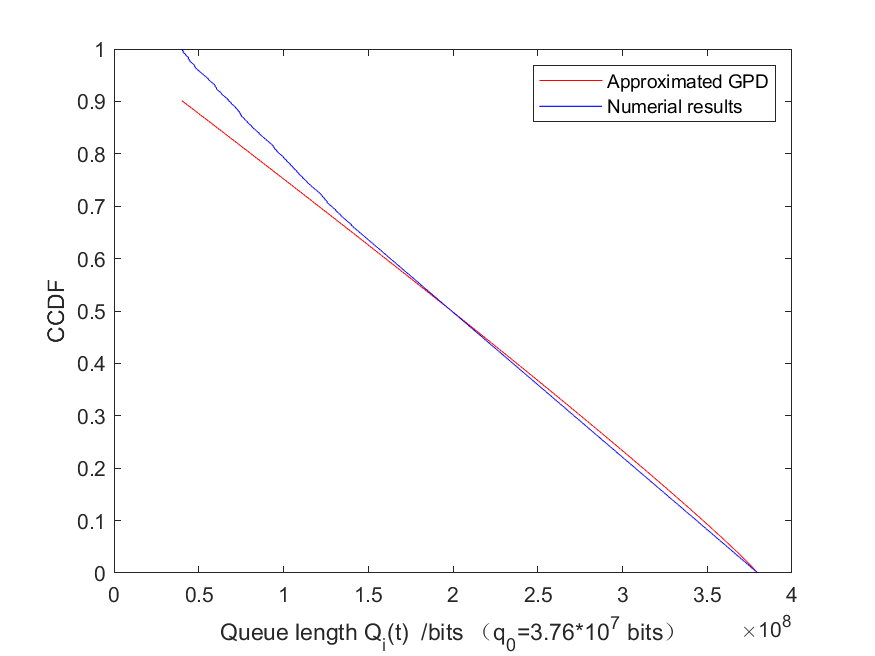 1
0.9
0.8
0.7
0.6
0.5
0.4
0.3
0.2
0.1
0
CCDF
Approximated GPD
Numerial results
0 0.5 1 1.5 2 2.5 3 3.5 4
×10^8
Queue length Q_i(t) /bits （q_0=3.76*10^7 bits）